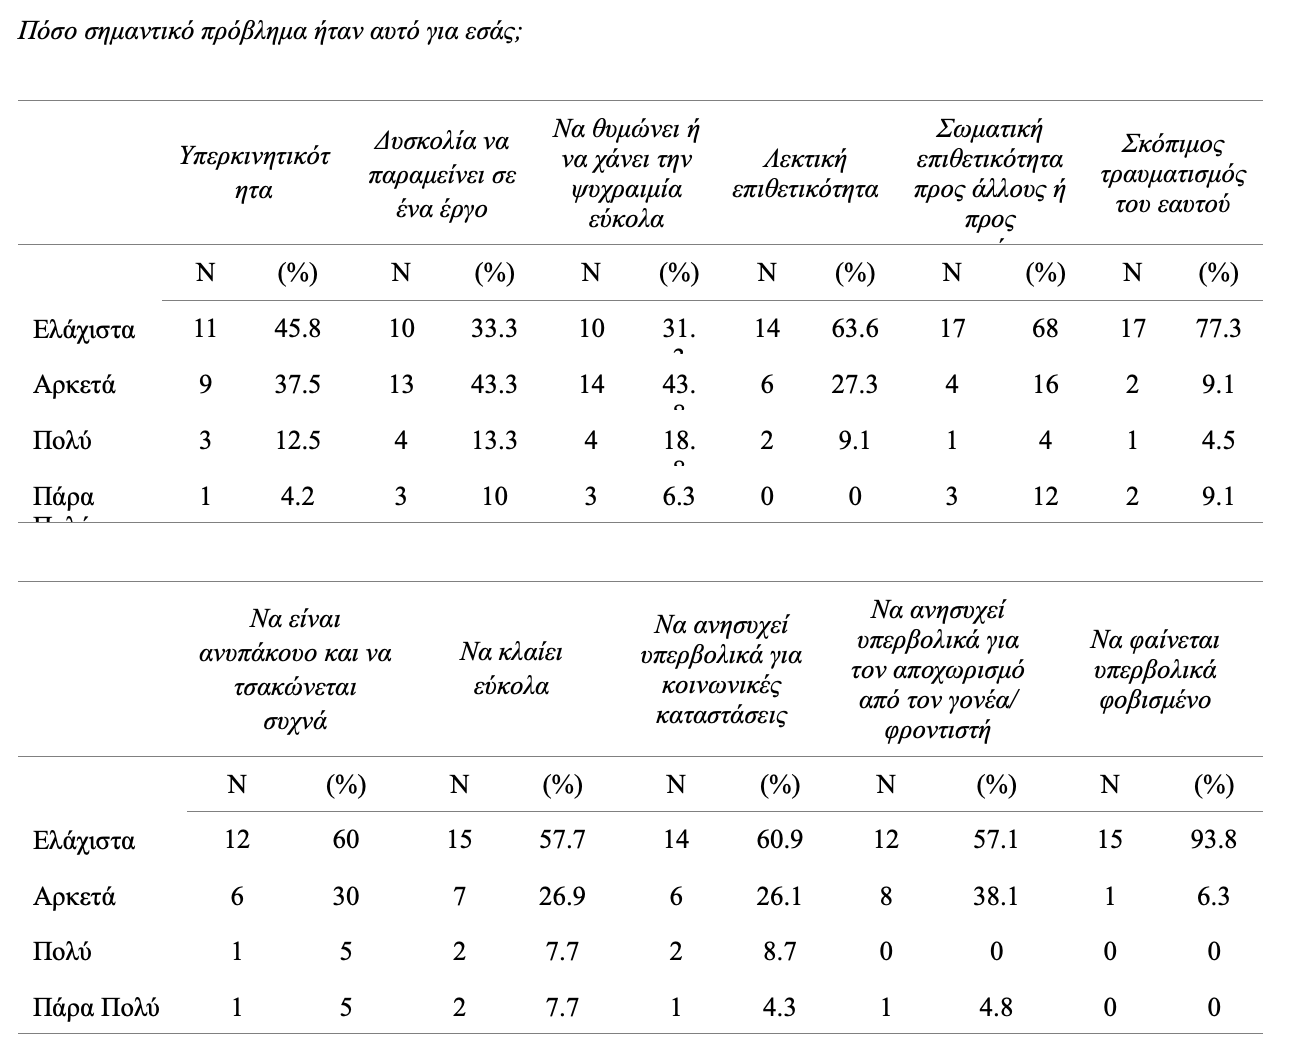 Πόσο σημαντικό πρόβλημα ήταν αυτό για εσάς;
Υπερκινητικότ
ητα
Δυσκολία να
παραμείνει σε
ένα έργο
Να θυμώνει ή
να χάνει την
ψυχραιμία
εύκολα
Λεκτική
επιθετικότητα
Σωματική
επιθετικότητα
προς άλλους ή
προς
Σκόπιμος
τραυματισμός
του εαυτού
N (%) N (%) N (%) N (%) N (%) N (%)
Ελάχιστα 11 45.8 10 33.3 10 31. 14 63.6 17 68 17 77.3
Αρκετά 9 37.5 13 43.3 14 43. 6 27.3 4 16 2 9.1
Πολύ 3 12.5 4 13.3 4 18. 2 9.1 1 4 1 4.5
Πάρα 1 4.2 3 10 3 6.3 0 0 3 12 2 9.1
Να είναι
ανυπάκουο και να
τσακώνεται
συχνά
Να κλαίει
εύκολα
Να ανησυχεί
υπερβολικά για
κοινωνικές
καταστάσεις
Να ανησυχεί
υπερβολικά για
τον αποχωρισμό
από τον γονέα/
φροντιστή
Να φαίνεται
υπερβολικά
φοβισμένο
N (%) N (%) N (%) N (%) N (%)
Ελάχιστα 12 60 15 57.7 14 60.9 12 57.1 15 93.8
Αρκετά 6 30 7 26.9 6 26.1 8 38.1 1 6.3
Πολύ 1 5 2 7.7 2 8.7 0 0 0 0
Πάρα Πολύ 1 5 2 7.7 1 4.3 1 4.8 0 0